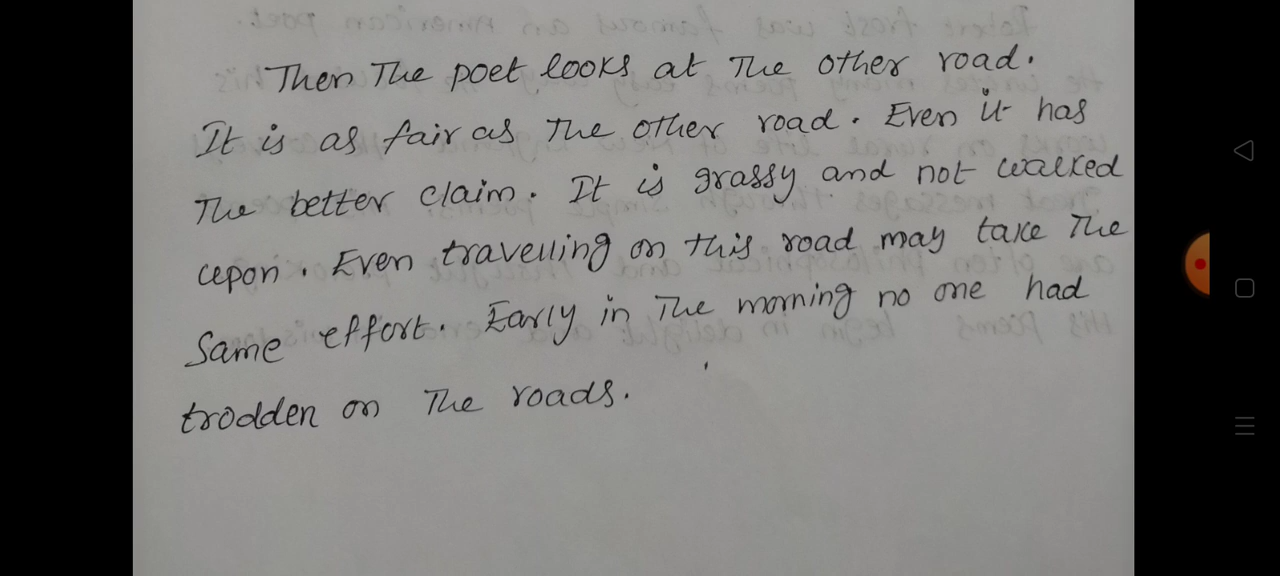 Then The poet looks at The other road.
It is as fair as The other road. Even it has
The better claim. It is grassy and not walked
upon. Even travelling on this road may take The
Same effort. Early in The morning no one had
trodden on The roads.